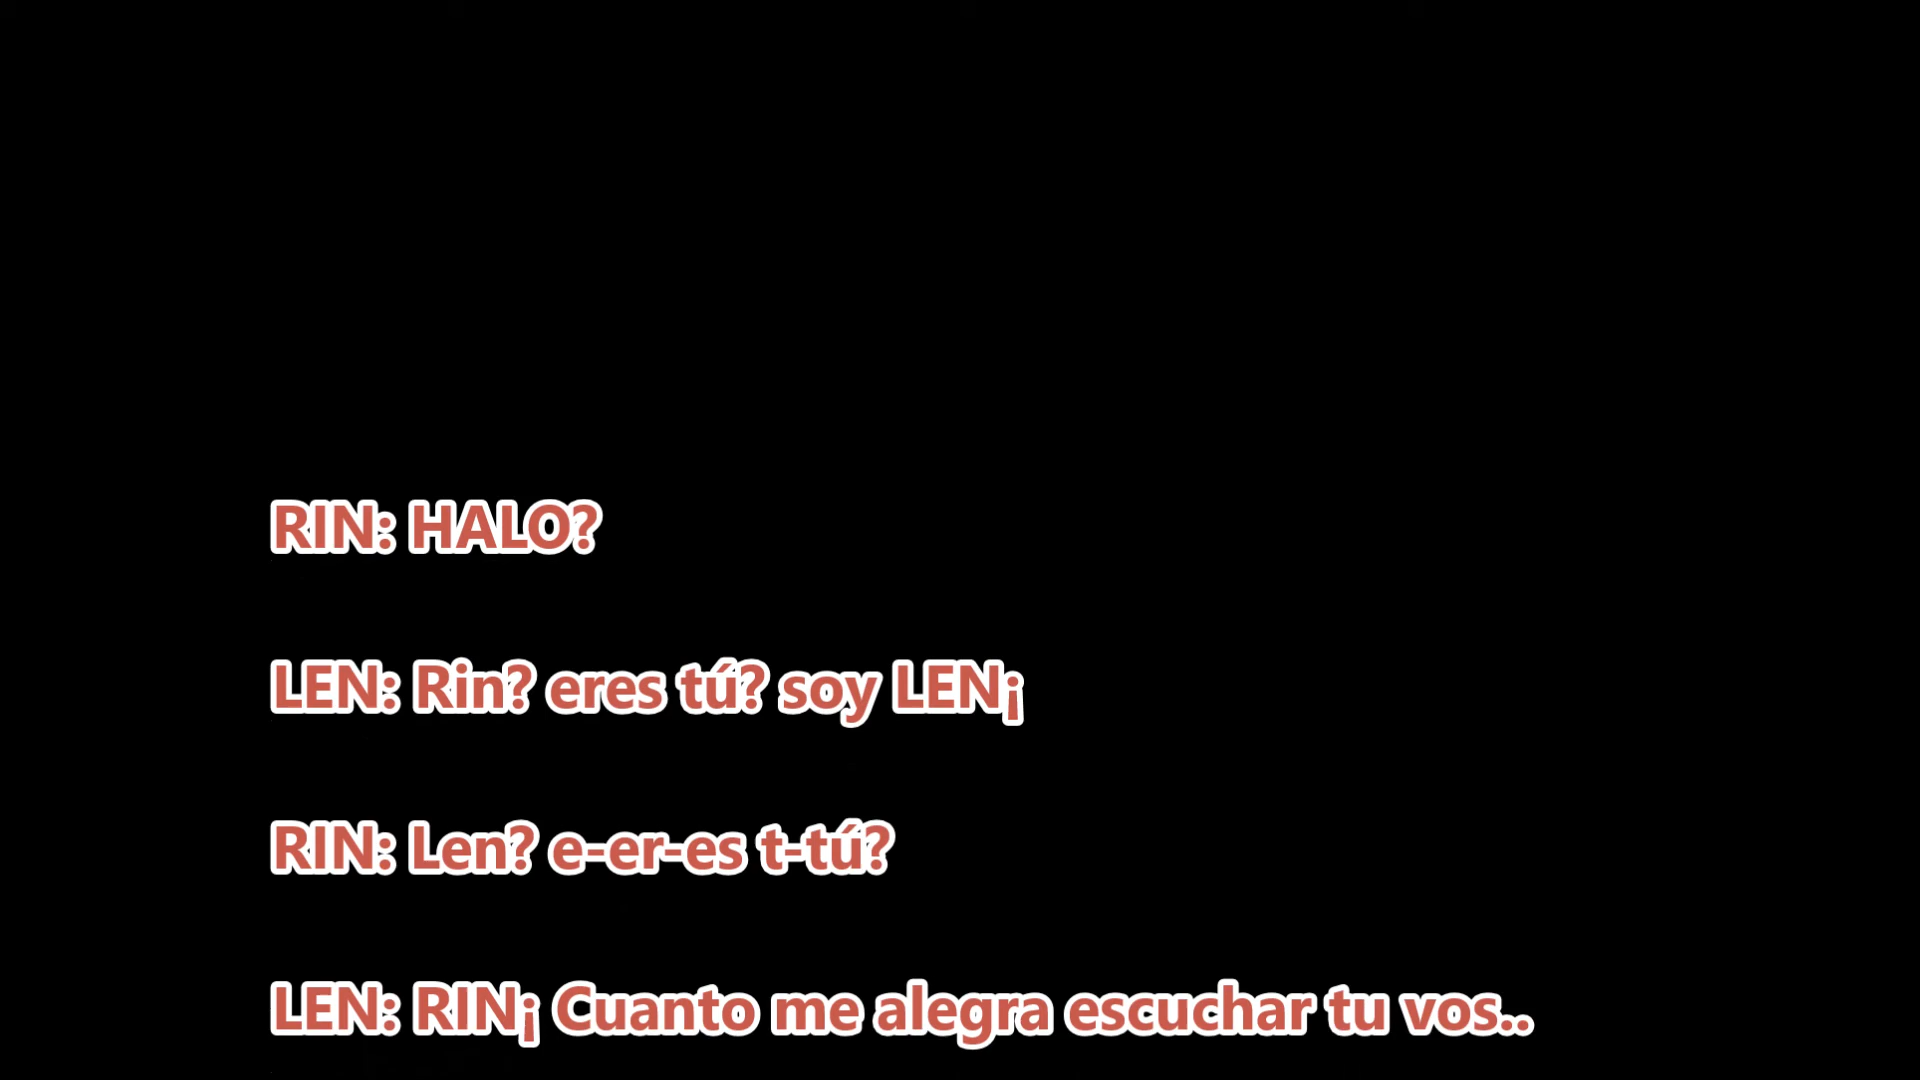 RIN: HALO?
LEN: Rin? eres tú? soy LEN¡
RIN: Len? e-er-es t-tú?
LEN: RIN¡ Cuanto me alegra escuchar tu vos..